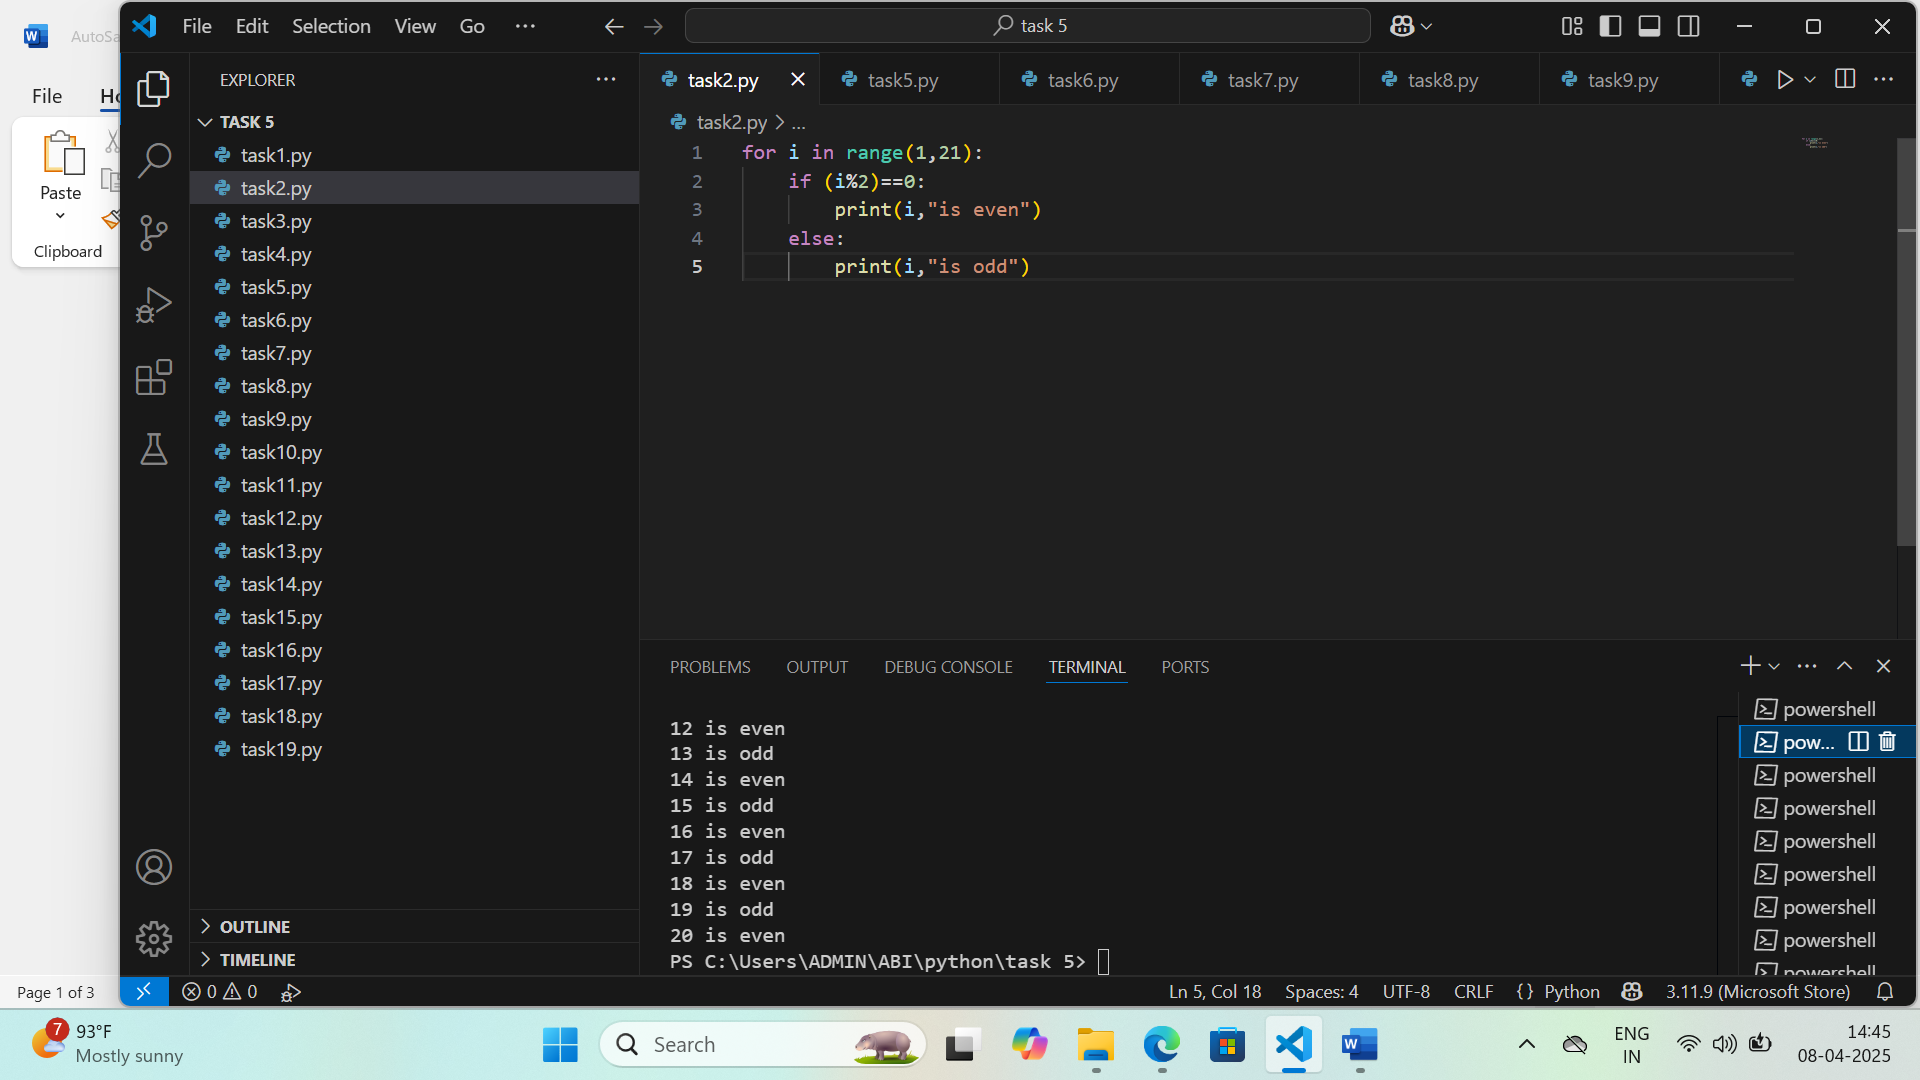 AutoSa
File
Ho
Paste
Clipboard
Page 1 of 3
File Edit Selection View Go ···
task 5
EXPLORER
TASK 5
task1.py
task2.py
task3.py
task4.py
task5.py
task6.py
task7.py
task8.py
task9.py
task10.py
task11.py
task12.py
task13.py
task14.py
task15.py
task16.py
task17.py
task18.py
task19.py
OUTLINE
TIMELINE
task2.py task5.py task6.py task7.py task8.py task9.py
task2.py > ...
1 for i in range(1,21):
2 if (i%2)==0:
3 print(i,"is even")
4 else:
5 print(i,"is odd")
PROBLEMS OUTPUT DEBUG CONSOLE TERMINAL PORTS
12 is even
13 is odd
14 is even
15 is odd
16 is even
17 is odd
18 is even
19 is odd
20 is even
PS C:\Users\ADMIN\ABI\python\task 5>
powershell
pow...
powershell
powershell
powershell
powershell
powershell
powershell
powershell
0 0
Ln 5, Col 18 Spaces: 4 UTF-8 CRLF {} Python 3.11.9 (Microsoft Store)
7
93°F
Mostly sunny
Search
ENG
IN
14:45
08-04-2025